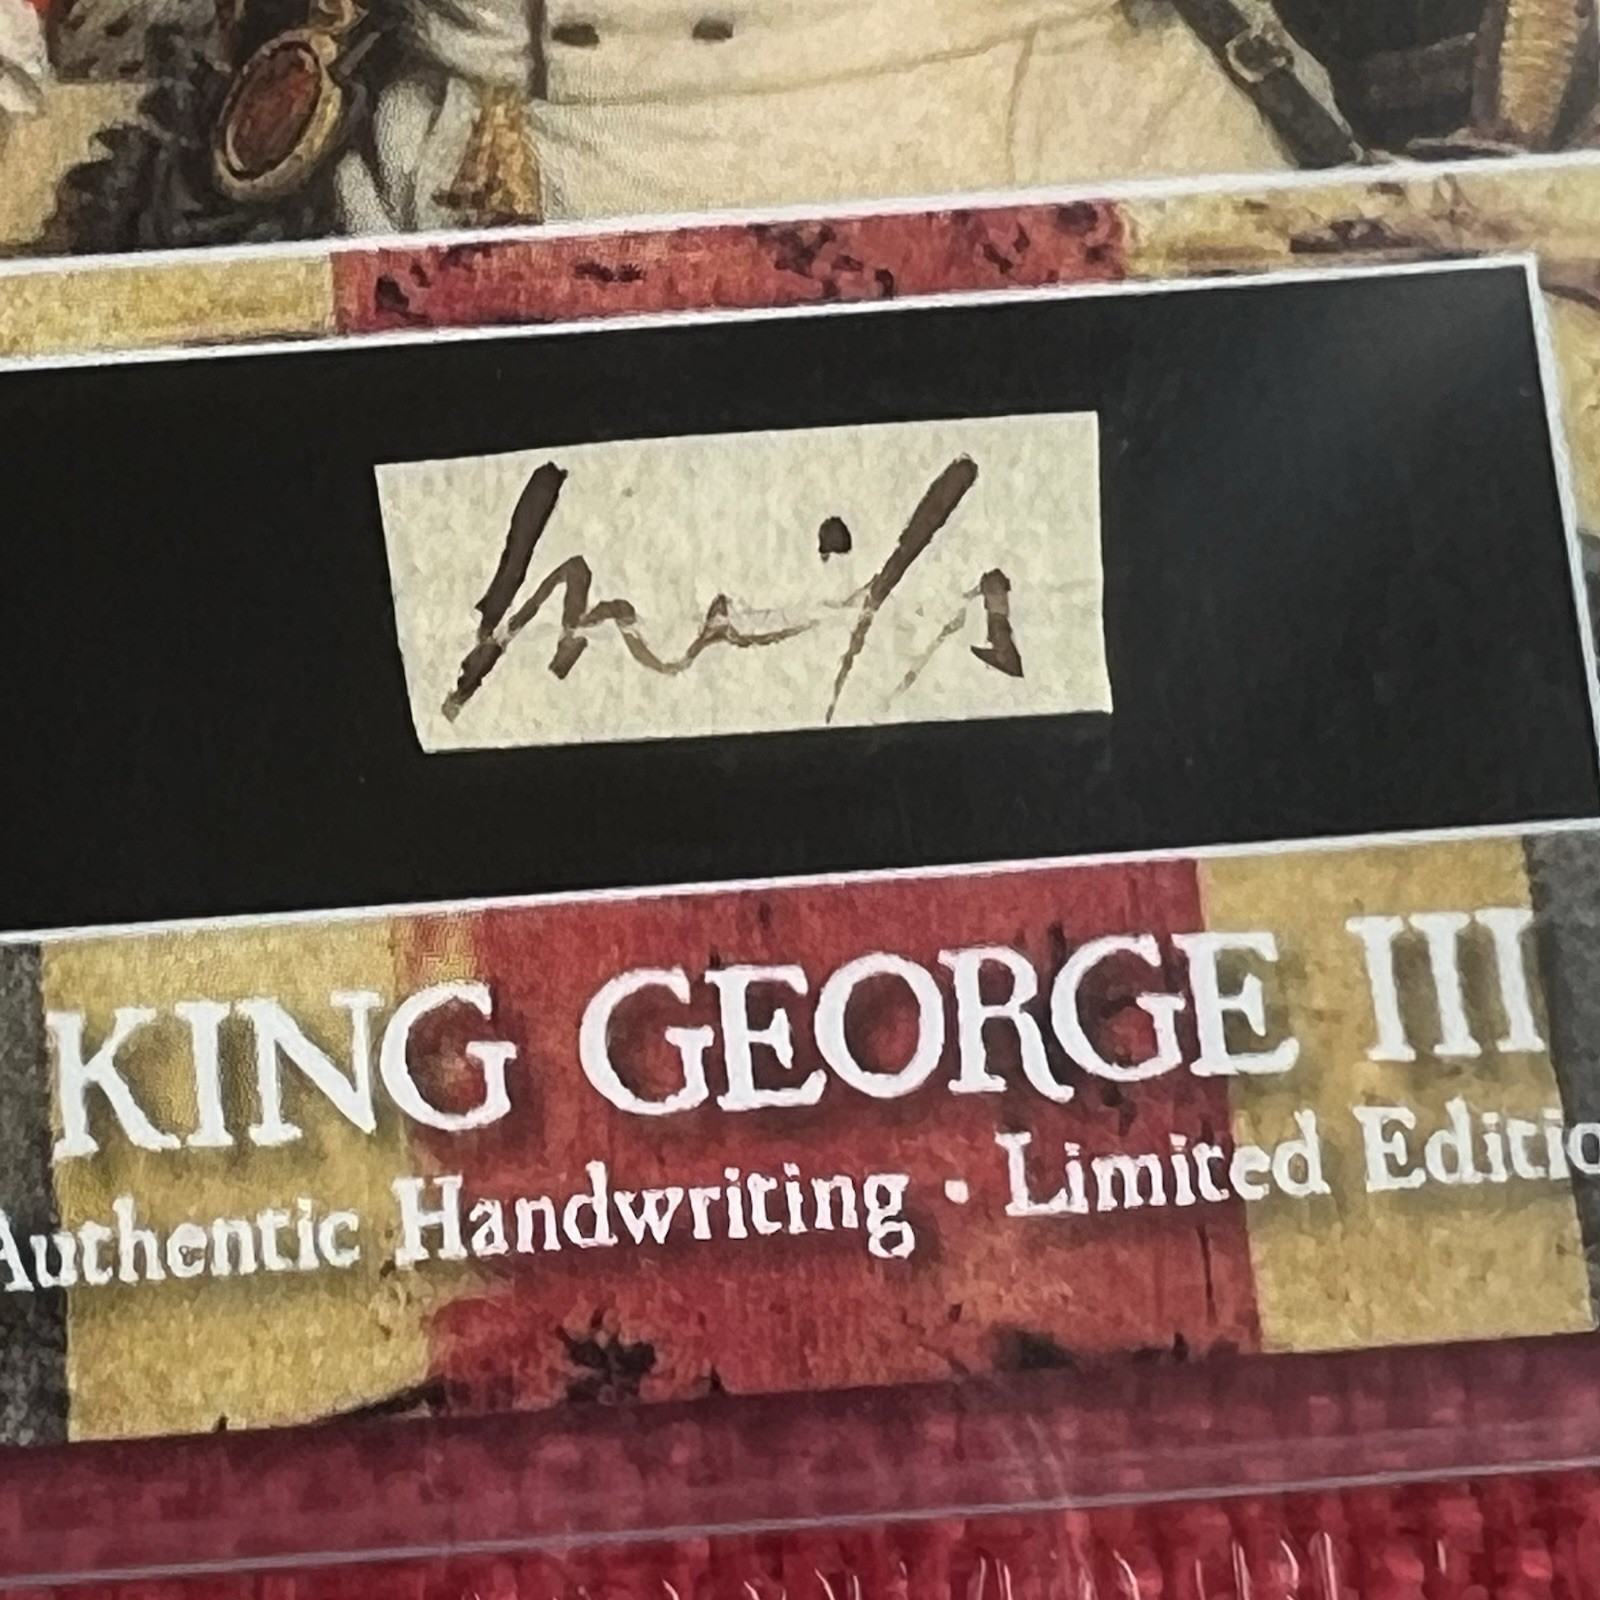 KING GEORGE III
Authentic Handwriting · Limited Editio